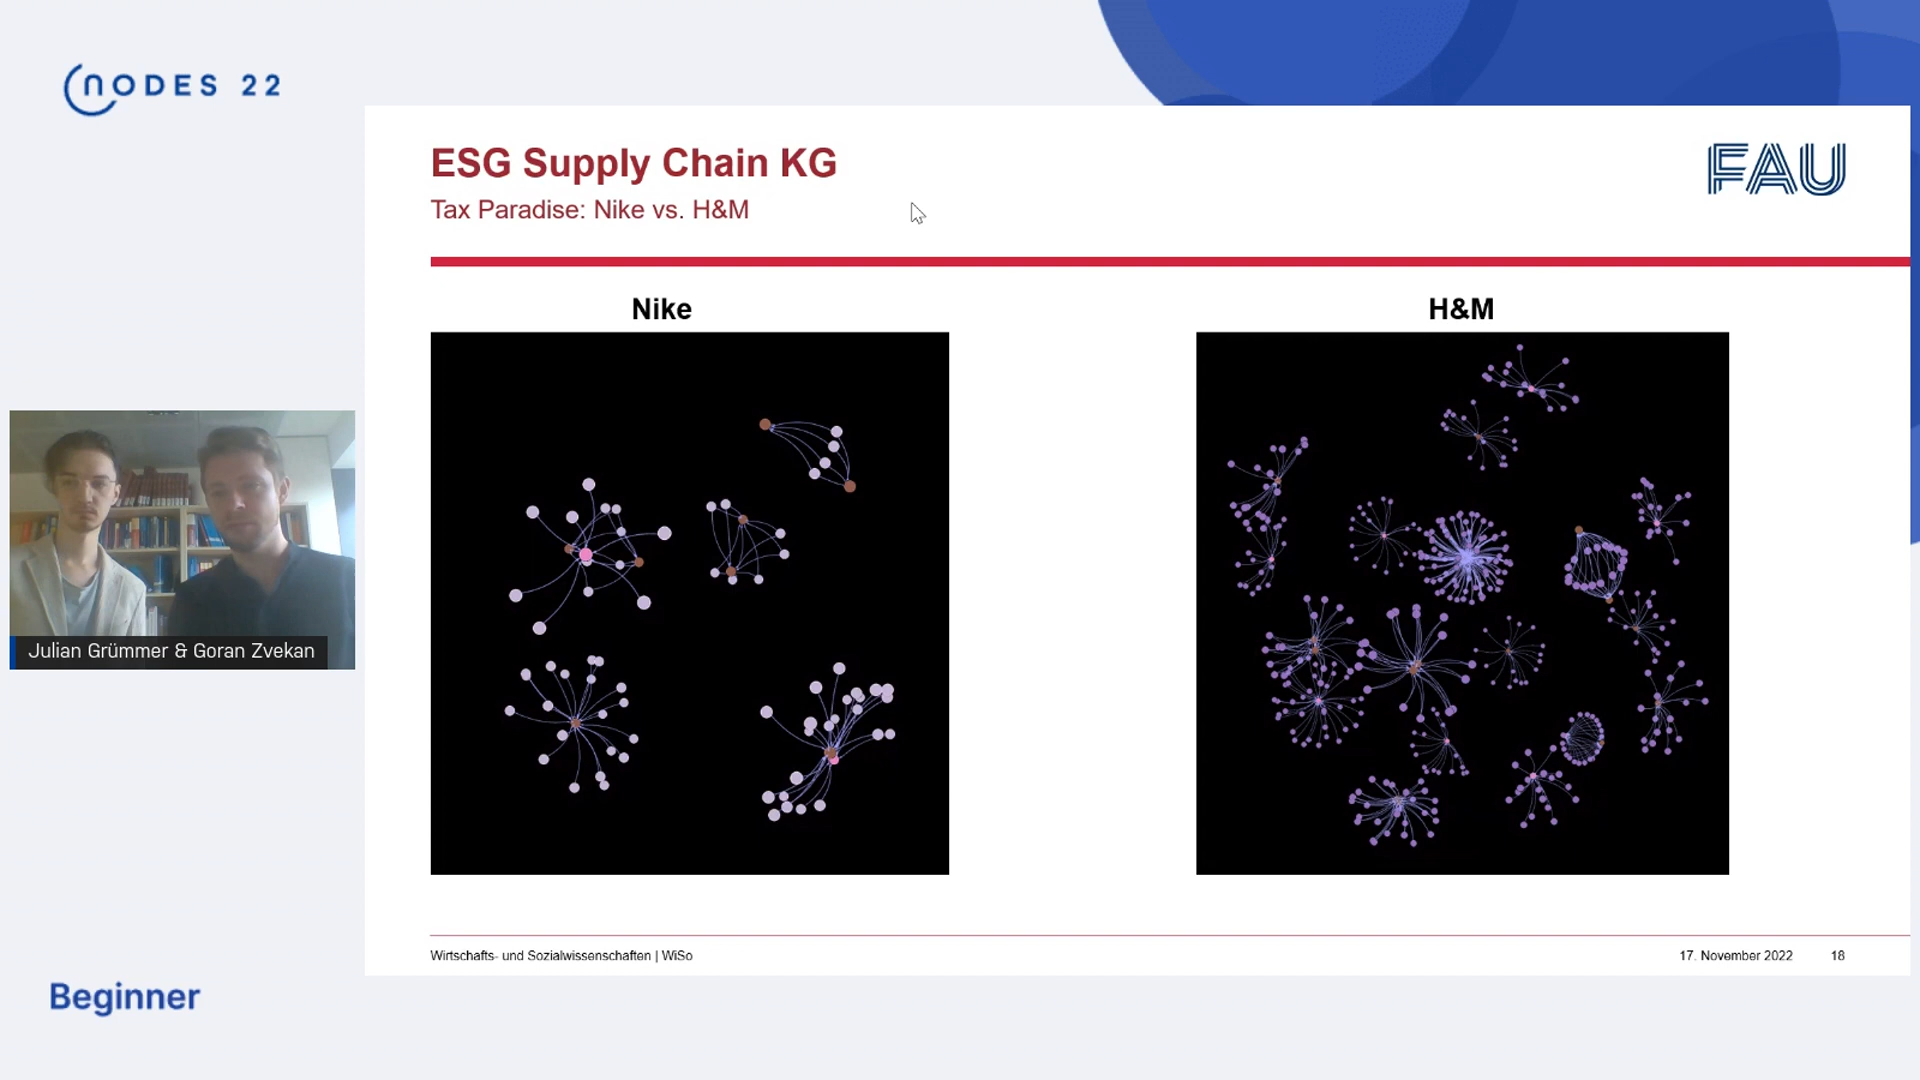 NODES 22
ESG Supply Chain KG
FAU
Tax Paradise: Nike vs. H&M
Nike
H&M
Julian Grümmer & Goran Zvekan
Wirtschafts- und Sozialwissenschaften | WiSo
17. November 2022
18
Beginner